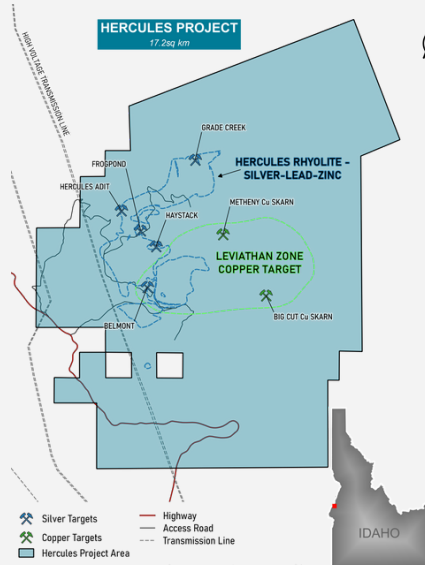 HERCULES PROJECT
17.2sq km
HIGH VOLTAGE TRANSMISSION LINE
GRADE CREEK
FROGPOND
HERCULES RHYOLITE -
SILVER-LEAD-ZINC
HERCULES ADIT
METHENY Cu SKARN
HAYSTACK
LEVIATHAN ZONE
COPPER TARGET
BIG CUT Cu SKARN
BELMONT
Silver Targets
Copper Targets
Hercules Project Area
Highway
Access Road
Transmission Line
IDAHO